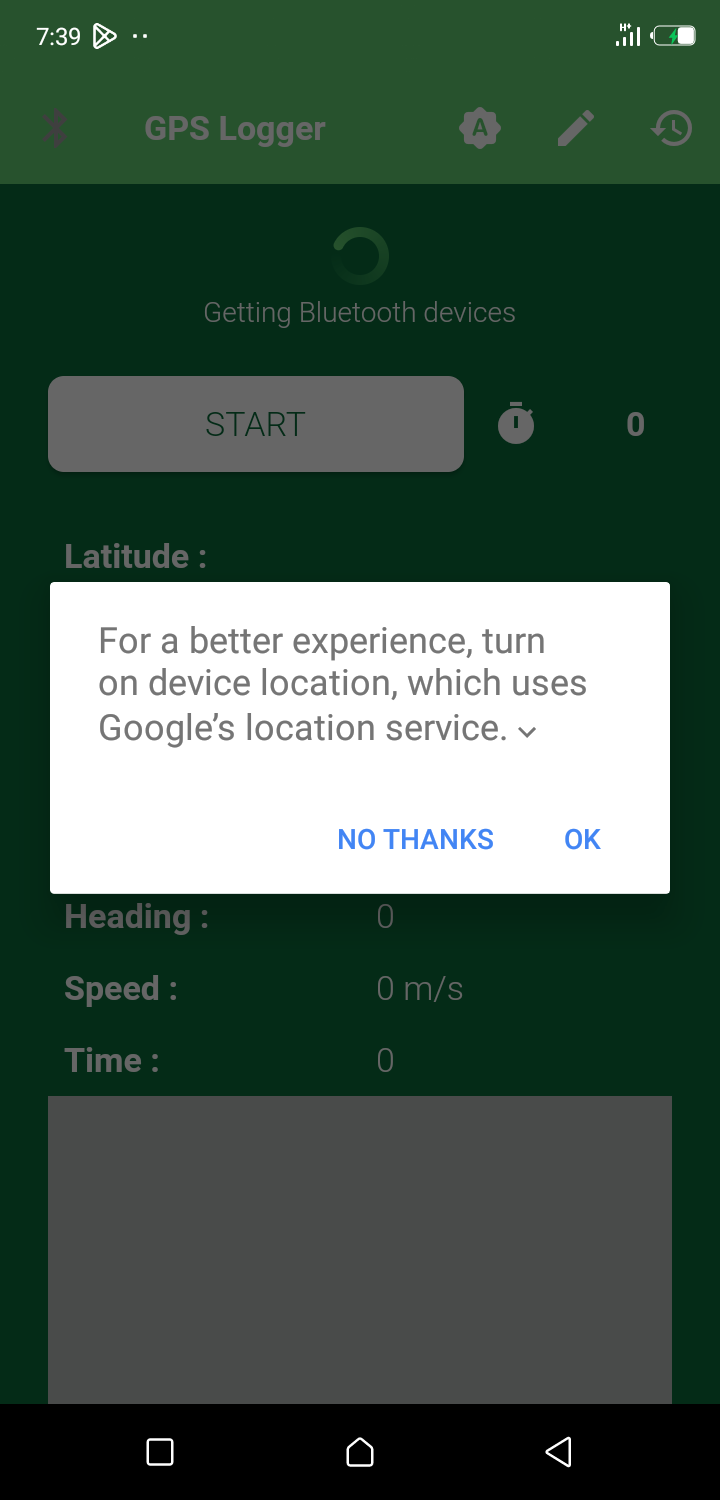 7:39
H+
GPS Logger
A
Getting Bluetooth devices
START
0
Latitude :
For a better experience, turn
on device location, which uses
Google’s location service.
NO THANKS OK
Heading : 0
Speed : 0 m/s
Time : 0